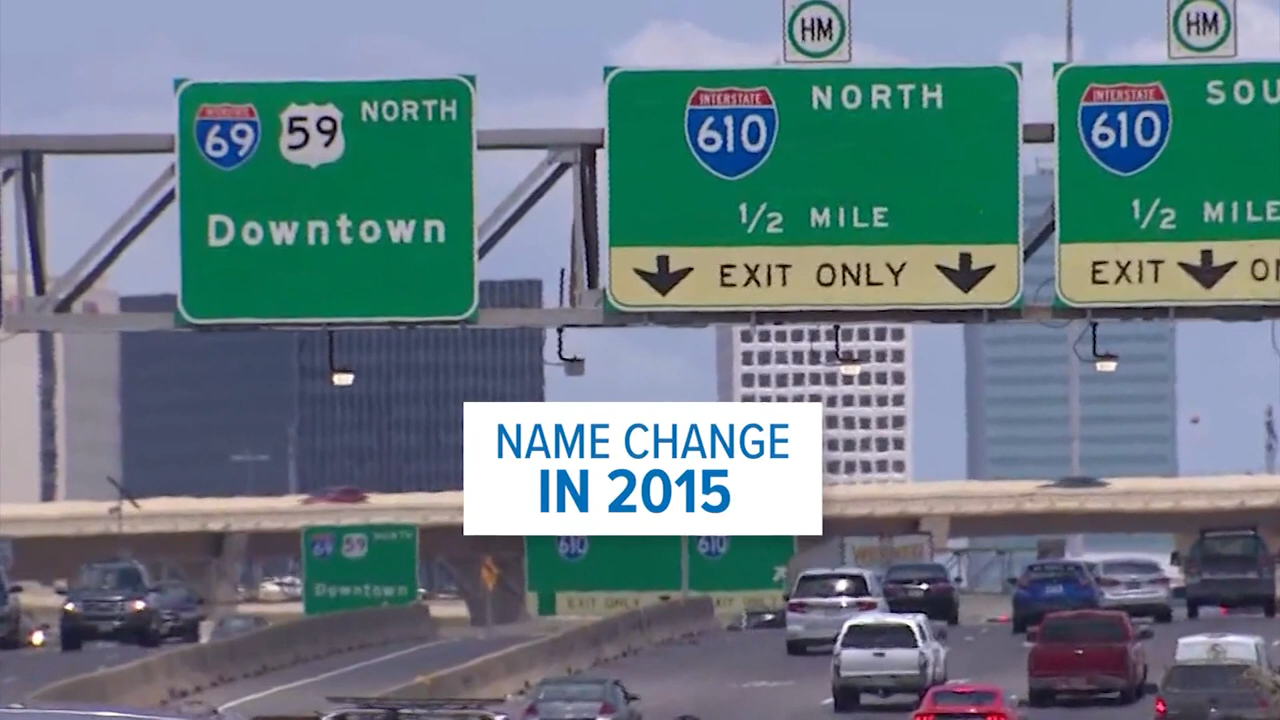 HM
HM
INTERSTATE
69
59
NORTH
Downtown
INTERSTATE
610
NORTH
1/2 MILE
EXIT ONLY
INTERSTATE
610
SOU
1/2 MILE
EXIT
NAME CHANGE
IN 2015
69
59
NORTH
Downtown
610
610
EXIT ONLY